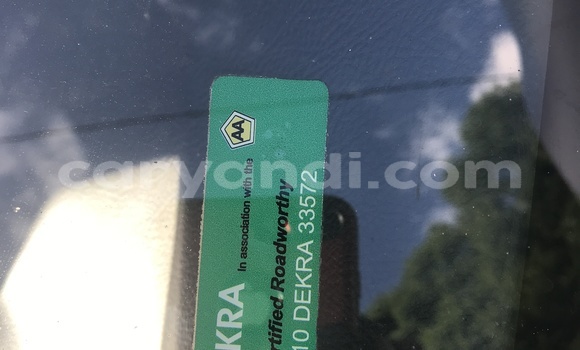 KRA In association with the AA
rtified Roadworthy
10 DEKRA 33572
caryandi.com